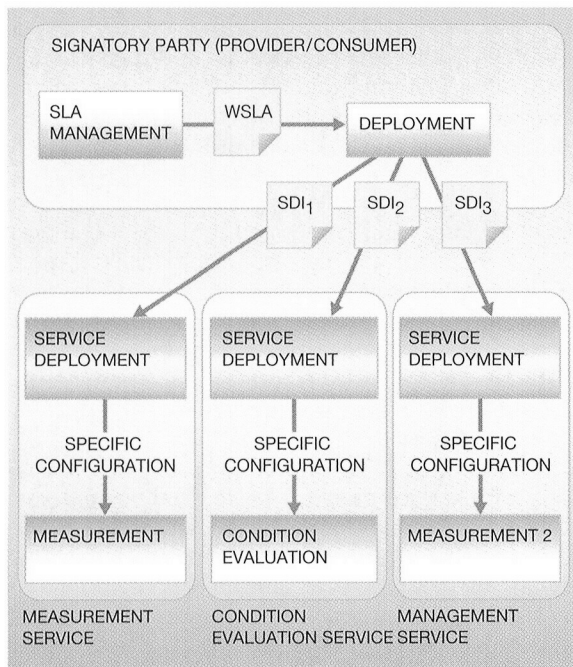 SIGNATORY PARTY (PROVIDER/CONSUMER)
SLA
MANAGEMENT
WSLA
DEPLOYMENT
SDI1
SDI2
SDI3
SERVICE
DEPLOYMENT
SERVICE
DEPLOYMENT
SERVICE
DEPLOYMENT
SPECIFIC
CONFIGURATION
SPECIFIC
CONFIGURATION
SPECIFIC
CONFIGURATION
MEASUREMENT
CONDITION
EVALUATION
MEASUREMENT 2
MEASUREMENT
SERVICE
CONDITION
EVALUATION SERVICE
MANAGEMENT
SERVICE